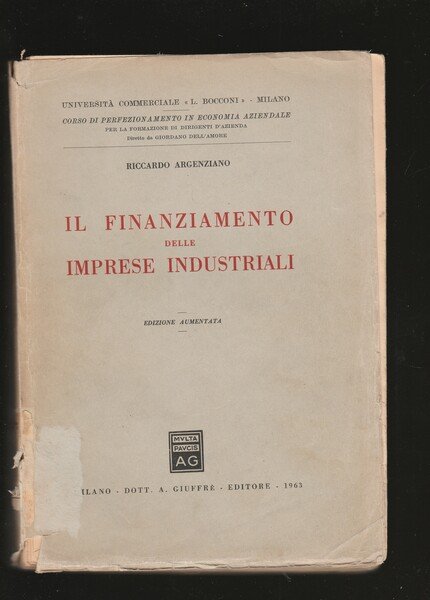 UNIVERSITÀ COMMERCIALE «L. BOCCONI» - MILANO
CORSO DI PERFEZIONAMENTO IN ECONOMIA AZIENDALE
PER LA FORMAZIONE DI DIRIGENTI D'AZIENDA
Diretto da GIORDANO DELL'AMORE
RICCARDO ARGENZIANO
IL FINANZIAMENTO
DELLE
IMPRESE INDUSTRIALI
EDIZIONE AUMENTATA
MVLTA
PAVCIS
AG
ILANO - DOTT. A. GIUFFRÈ - EDITORE - 1963